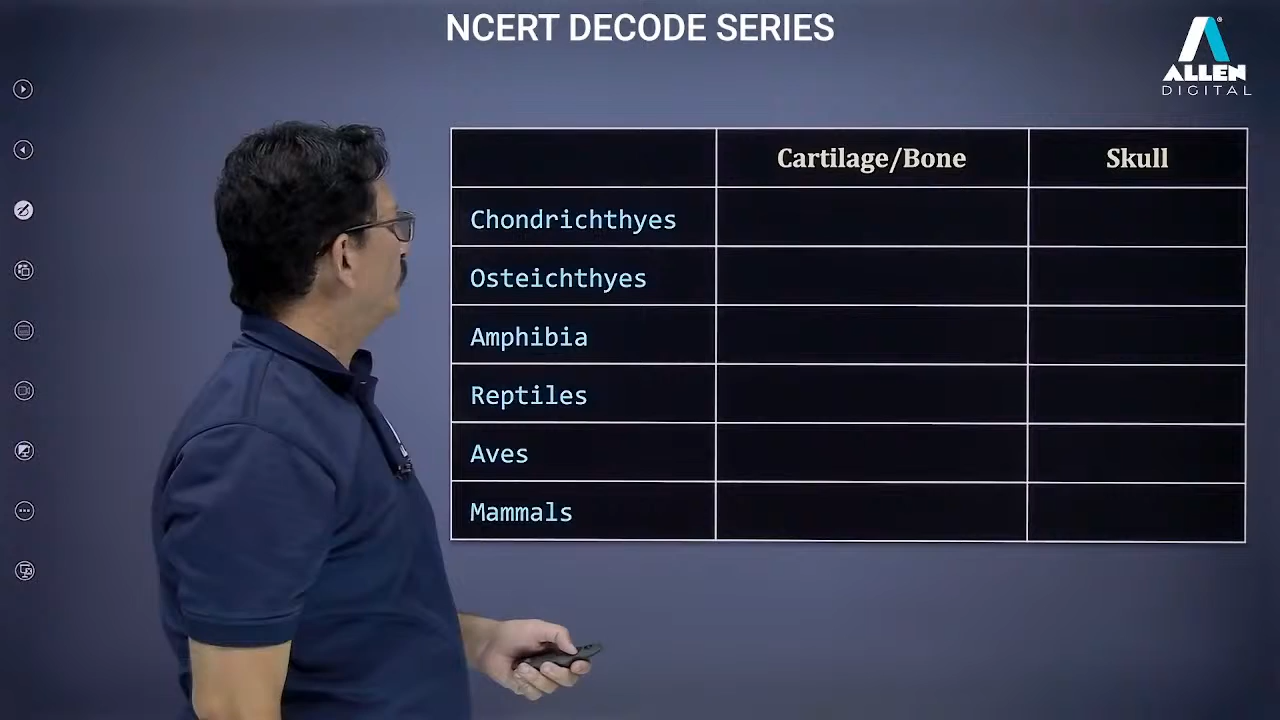 NCERT DECODE SERIES
ALLEN
DIGITAL
Cartilage/Bone Skull
Chondrichthyes
Osteichthyes
Amphibia
Reptiles
Aves
Mammals